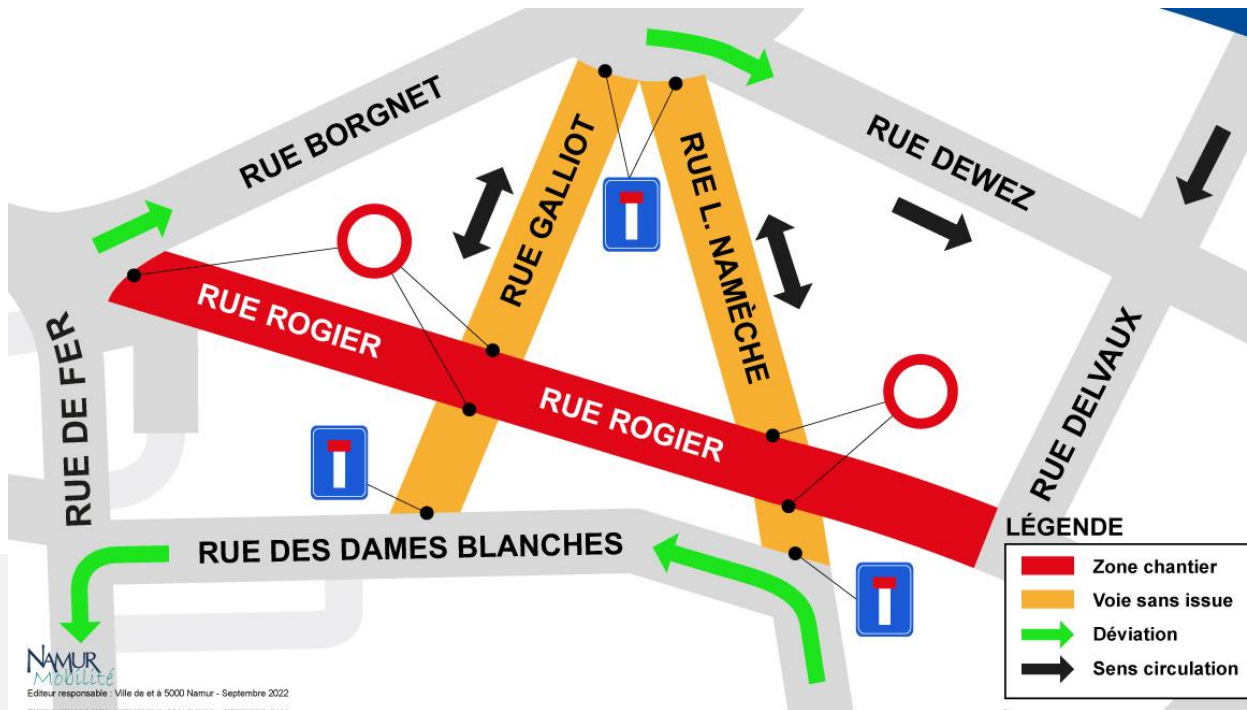 RUE BORGNET
RUE GALLIOT
RUE L. NAMÈCHE
RUE DEWEZ
RUE ROGIER
RUE ROGIER
RUE DE FER
RUE DELVAUX
RUE DES DAMES BLANCHES
LÉGENDE
Zone chantier
Voie sans issue
Déviation
Sens circulation
NAMUR
Mobilité
Editeur responsable : Ville de et à 5000 Namur - Septembre 2022